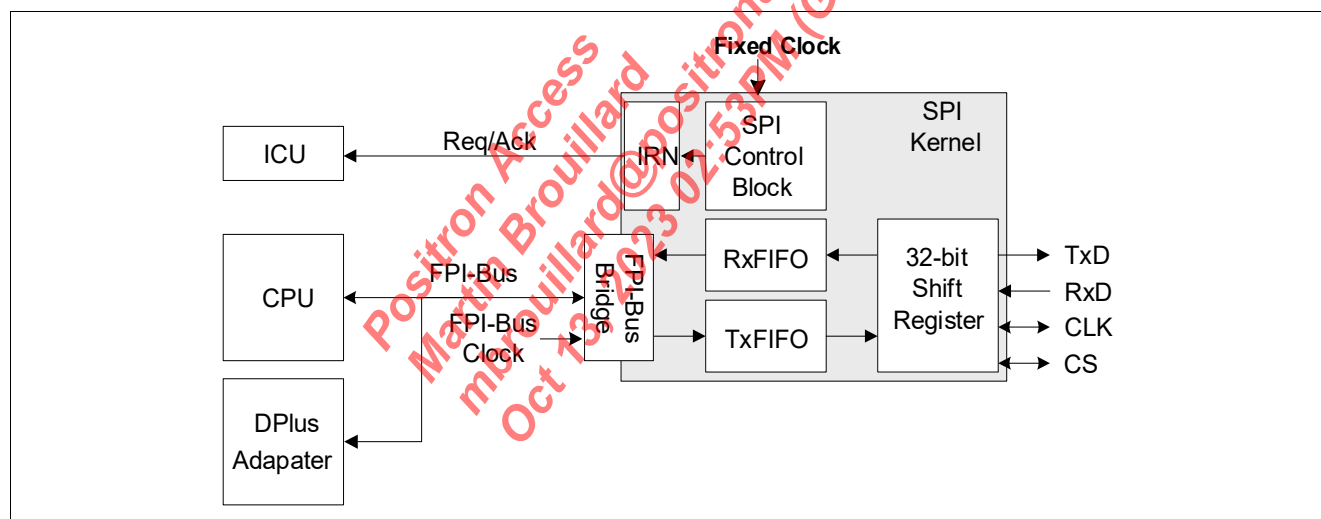 Fixed Clock
SPI
Kernel
ICU
Req/Ack
IRN
SPI
Control
Block
CPU
FPI-Bus
FPI-Bus
Clock
FPI-Bus
Bridge
RxFIFO
TxFIFO
32-bit
Shift
Register
TxD
RxD
CLK
CS
DPlus
Adapater
Positron Access
Martin Brouillard
mbrouillard@positron
Oct 13, 2023 02:53PM (G